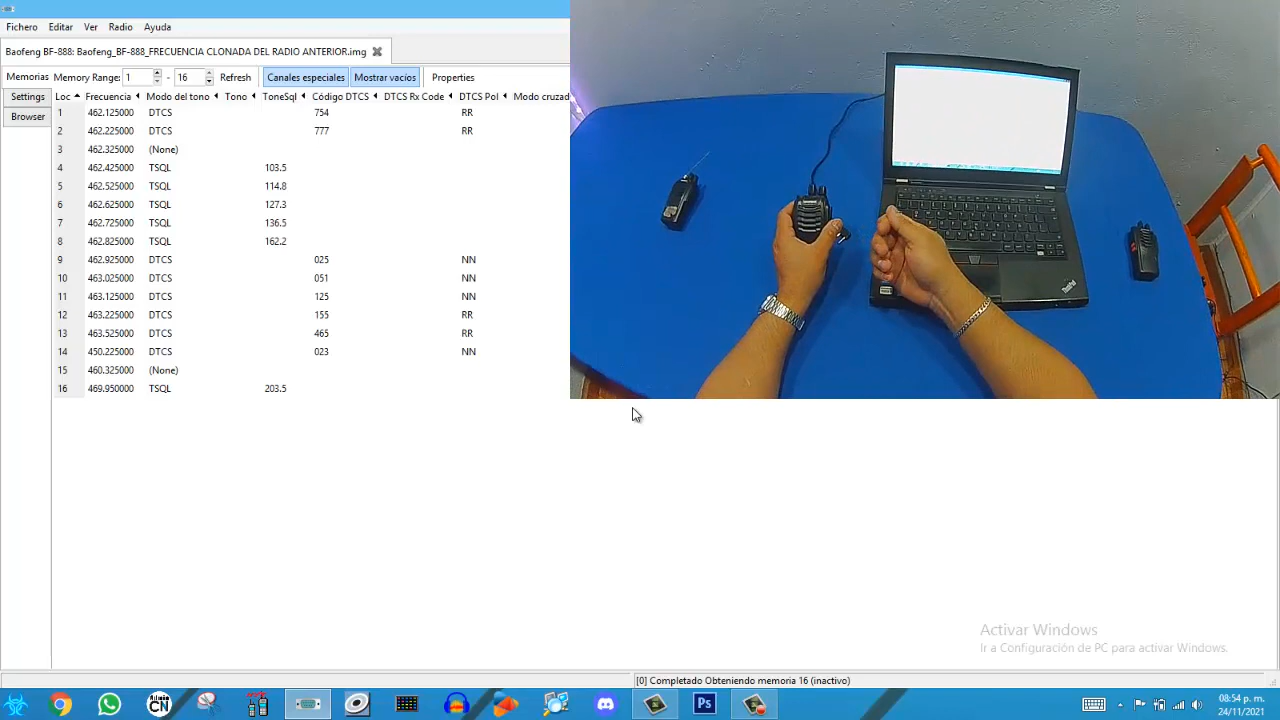 Fichero Editar Ver Radio Ayuda
Baofeng BF-888: Baofeng_BF-888_FRECUENCIA CLONADA DEL RADIO ANTERIOR.img
Memorias Memory Range: 1 - 16 Refresh Canales especiales Mostrar vacíos Properties
Settings
Browser
Loc Frecuencia Modo del tono Tono ToneSql Código DTCS DTCS Rx Code DTCS Pol Modo cruzad
1 462.125000 DTCS 754 RR
2 462.225000 DTCS 777 RR
3 462.325000 (None)
4 462.425000 TSQL 103.5
5 462.525000 TSQL 114.8
6 462.625000 TSQL 127.3
7 462.725000 TSQL 136.5
8 462.825000 TSQL 162.2
9 462.925000 DTCS 025 NN
10 463.025000 DTCS 051 NN
11 463.125000 DTCS 125 NN
12 463.225000 DTCS 155 RR
13 463.525000 DTCS 465 RR
14 450.225000 DTCS 023 NN
15 460.325000 (None)
16 469.950000 TSQL 203.5
ThinkPad
Activar Windows
Ir a Configuración de PC para activar Windows.
[0] Completado Obteniendo memoria 16 (inactivo)
CN
Ps
08:54 p. m.
24/11/2021